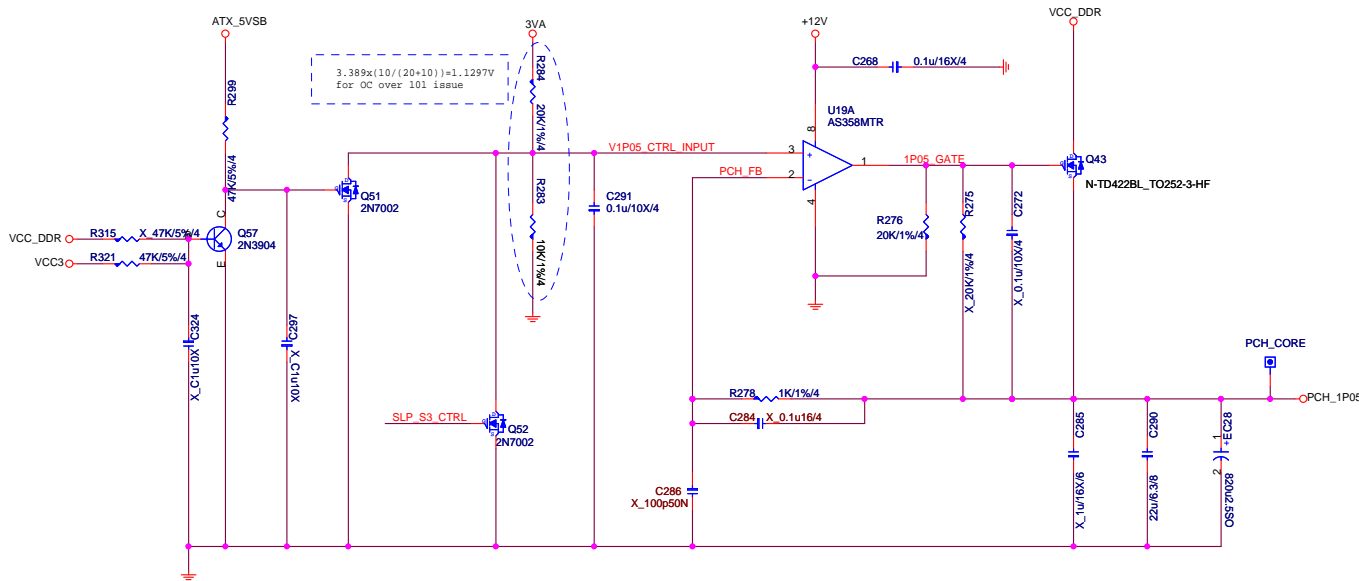 ATX_5VSB
3VA
+12V
VCC_DDR
3.389x(10/(20+10))=1.1297V
for OC over 101 issue
R299
47K/5%/4
R284
20K/1%/4
C268
0.1u/16X/4
U19A
AS358MTR
8
3
+
2
-
1
4
V1P05_CTRL_INPUT
PCH_FB
1P05_GATE
Q43
N-TD422BL_TO252-3-HF
Q51
2N7002
R283
10K/1%/4
C291
0.1u/10X/4
R276
20K/1%/4
R275
X_20K/1%/4
C272
X_0.1u/10X/4
VCC_DDR
R315
X_47K/5%/4
VCC3
R321
47K/5%/4
C
B
E
Q57
2N3904
C324
X_C1u10X
C297
X_C1u10X
SLP_S3_CTRL
Q52
2N7002
R278
1K/1%/4
C284
X_0.1u16/4
C286
X_100p50N
C285
X_1u/16X/6
C290
22u/6.3/8
1
+
2
EC28
820u2.5SO
PCH_CORE
PCH_1P05